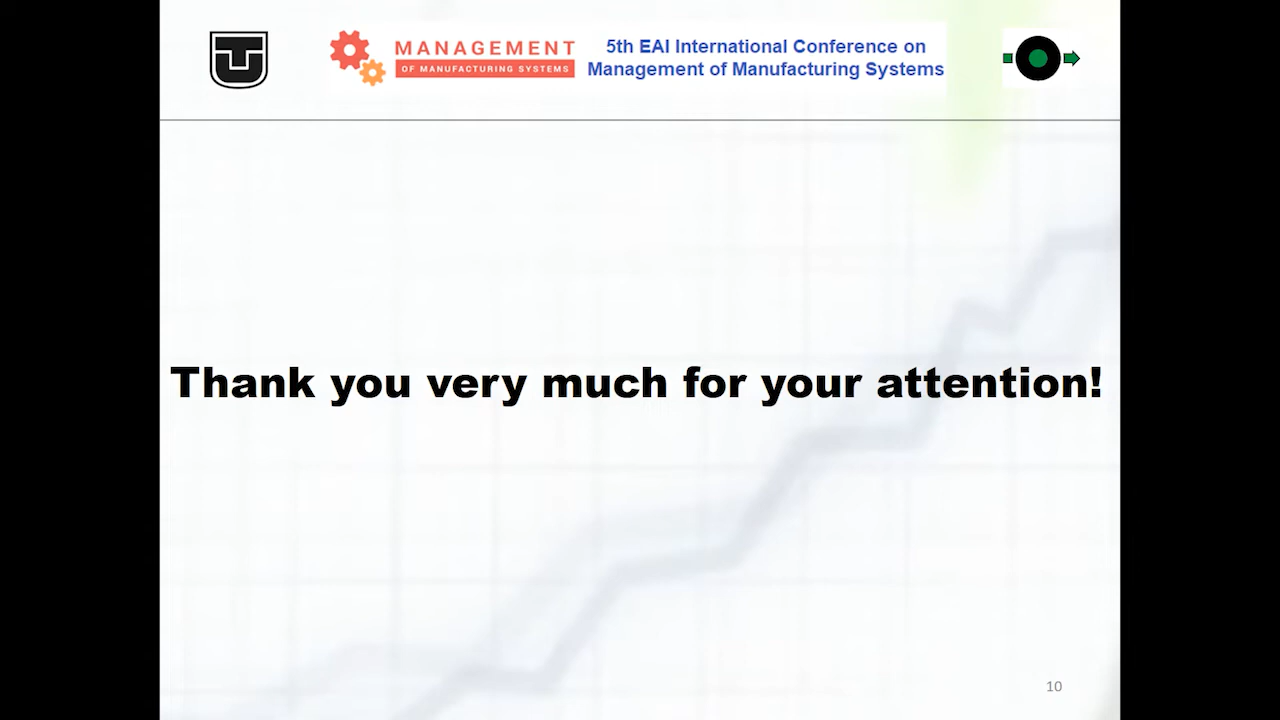 MANAGEMENT
OF MANUFACTURING SYSTEMS
5th EAI International Conference on
Management of Manufacturing Systems
Thank you very much for your attention!
10